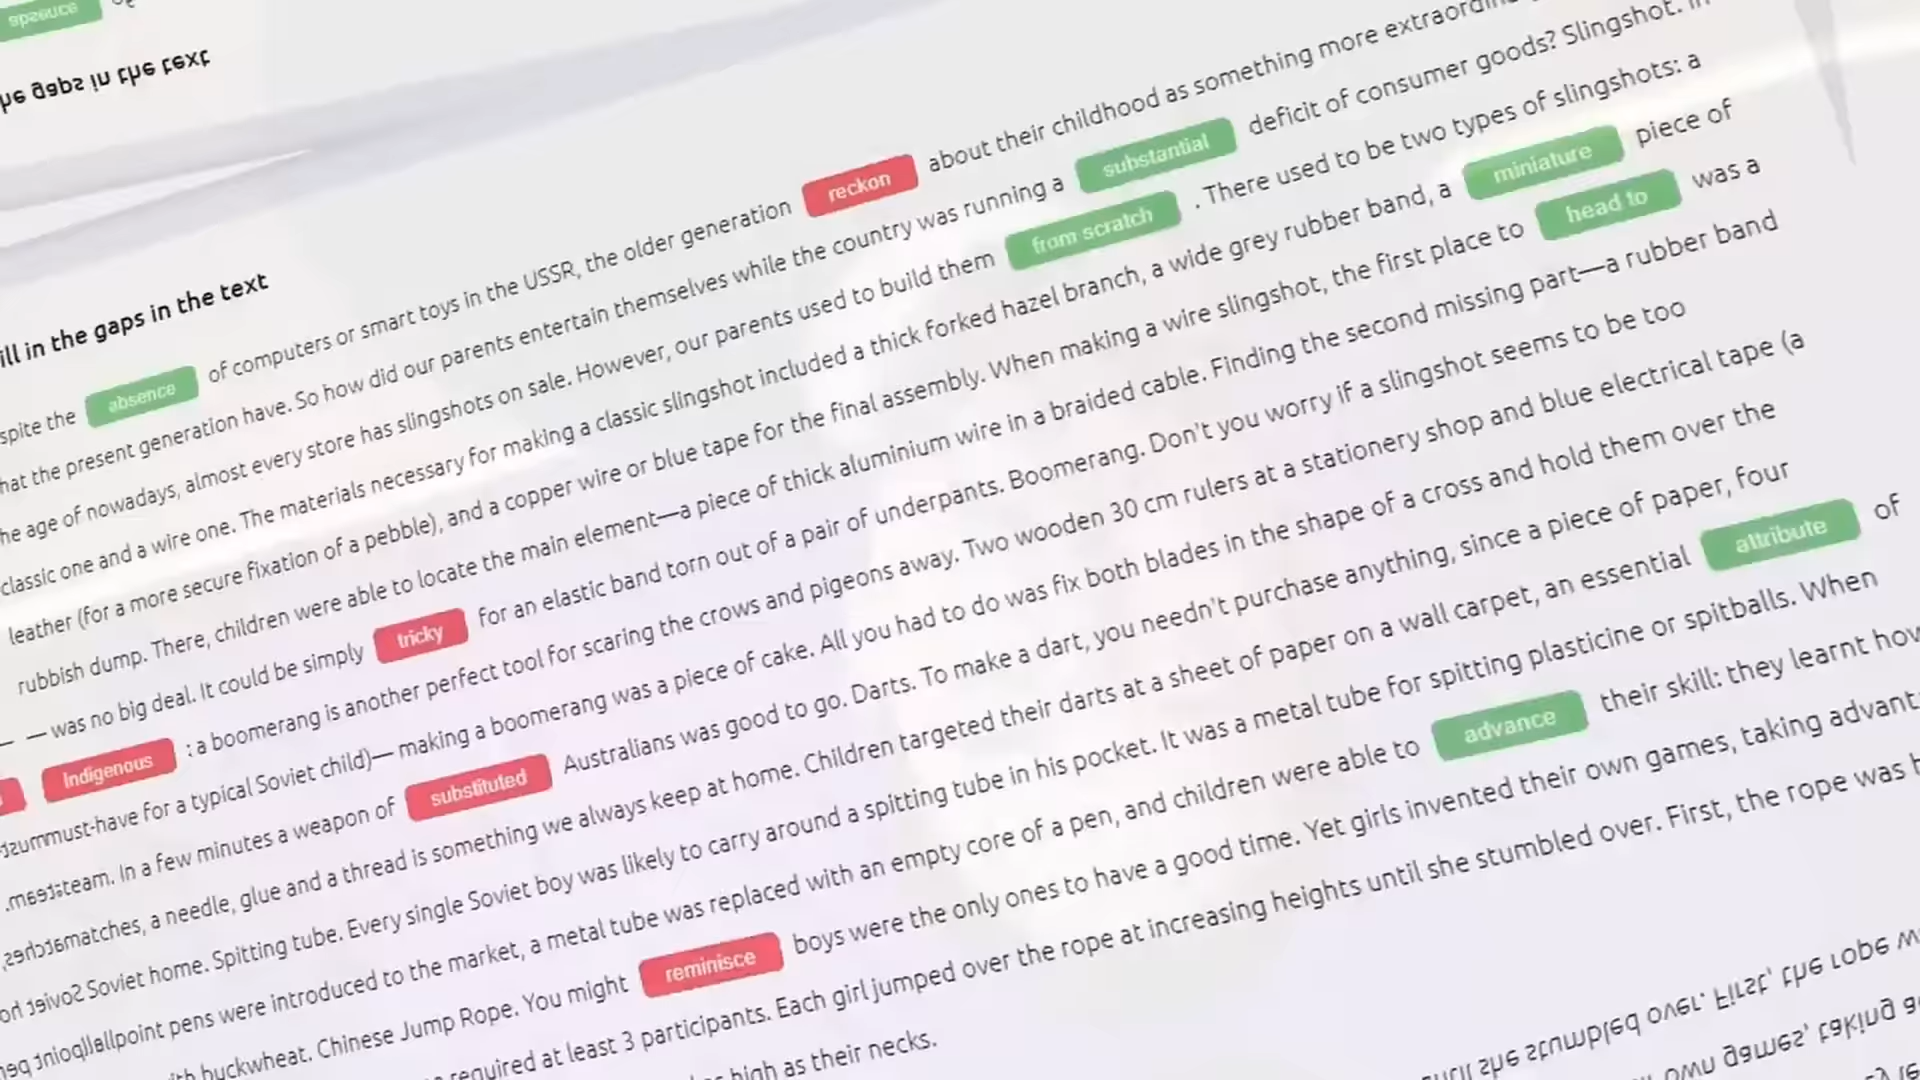 absence
he gaps in the text
ill in the gaps in the text
spite the absence of computers or smart toys in the USSR, the older generation reckon about their childhood as something more
hat the present generation have. So how did our parents entertain themselves while the country was running a substantial deficit of consumer goods? Slingshot. In
he age of nowadays, almost every store has slingshots on sale. However, our parents used to build them from scratch . There used to be two types of slingshots: a
classic one and a wire one. The materials necessary for making a classic slingshot included a thick forked hazel branch, a wide grey rubber band, a miniature piece of
leather (for a more secure fixation of a pebble), and a copper wire or blue tape for the final assembly. When making a wire slingshot, the first place to head to was a
rubbish dump. There, children were able to locate the main element—a piece of thick aluminium wire in a braided cable. Finding the second missing part—a rubber band
— was no big deal. It could be simply tricky for an elastic band torn out of a pair of underpants. Boomerang. Don't you worry if a slingshot seems to be too
Indigenous : a boomerang is another perfect tool for scaring the crows and pigeons away. Two wooden 30 cm rulers at a stationery shop and blue electrical tape (a
must-have for a typical Soviet child)— making a boomerang was a piece of cake. All you had to do was fix both blades in the shape of a cross and hold them over the
steam. In a few minutes a weapon of substituted Australians was good to go. Darts. To make a dart, you needn't purchase anything, since a piece of paper, four
matches, a needle, glue and a thread is something we always keep at home. Children targeted their darts at a sheet of paper on a wall carpet, an essential attribute of
Soviet home. Spitting tube. Every single Soviet boy was likely to carry around a spitting tube in his pocket. It was a metal tube for spitting plasticine or spitballs. When
allpoint pens were introduced to the market, a metal tube was replaced with an empty core of a pen, and children were able to advance their skill: they learnt how
buckwheat. Chinese Jump Rope. You might reminisce boys were the only ones to have a good time. Yet girls invented their own games, taking
required at least 3 participants. Each girl jumped over the rope at increasing heights until she stumbled over. First, the rope was
high as their necks.